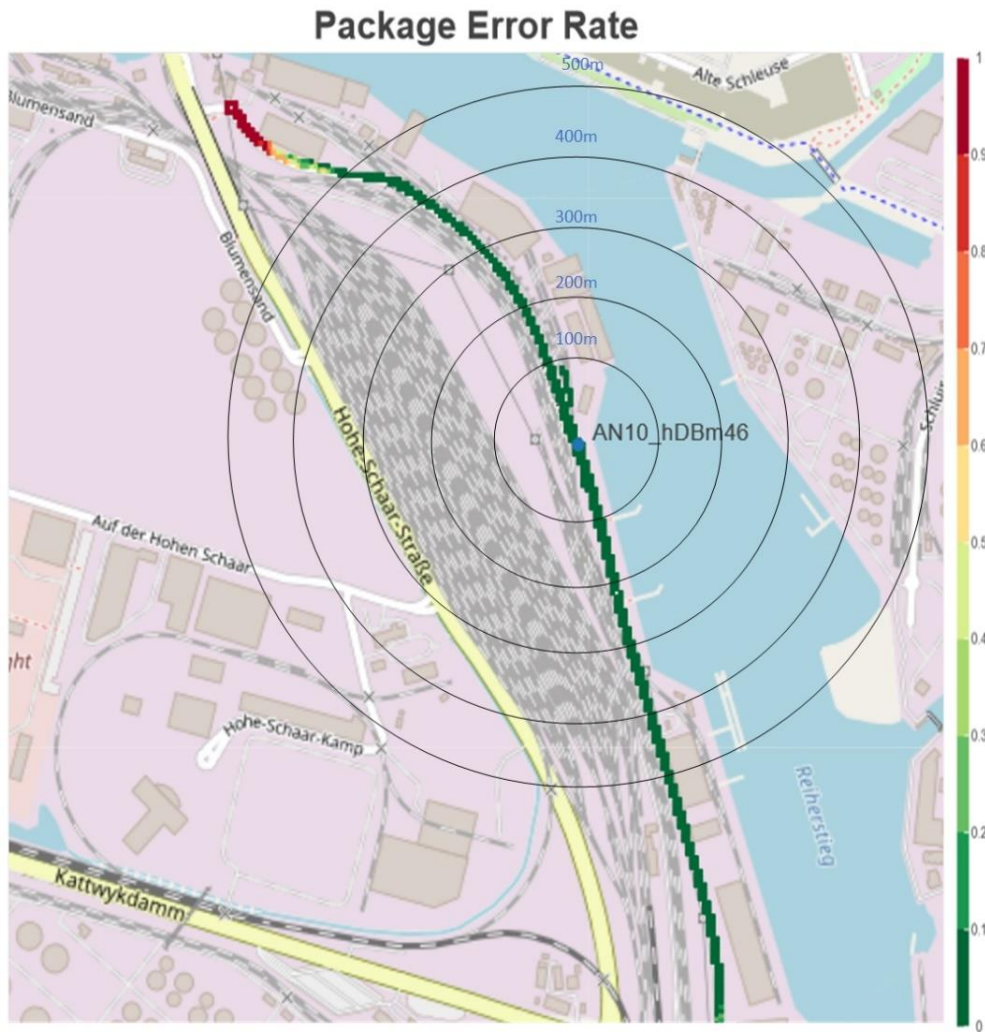 Package Error Rate
500m
Alte Schleuse
400m
300m
200m
100m
AN10_hDBm46
Blumensand
Hohe-Schaar-Straße
Auf der Hohen Schaar
Hohe-Schaar-Kamp
Kattwykdamm
Reiherstieg
1
0.9
0.8
0.7
0.6
0.5
0.4
0.3
0.2
0.1
0